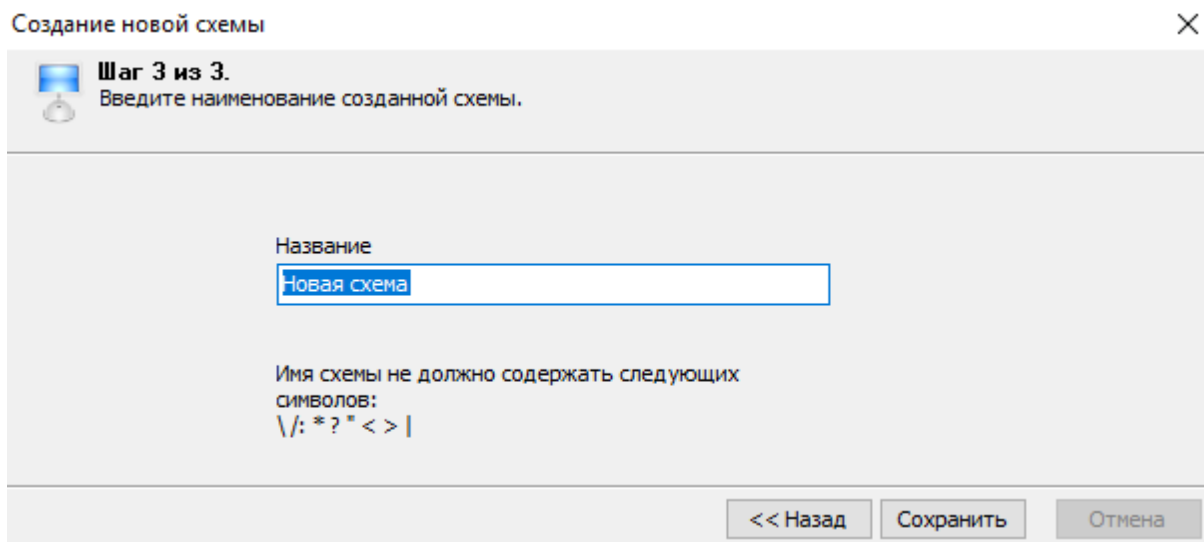 Создание новой схемы
Шаг 3 из 3.
Введите наименование созданной схемы.
Название
Новая схема
Имя схемы не должно содержать следующих
символов:
\ /: * ? " < > |
<< Назад Сохранить Отмена